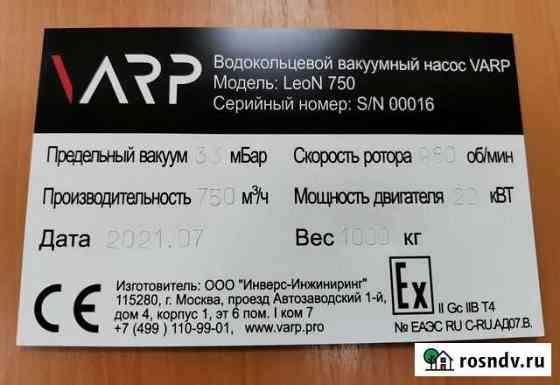 VARP
Водокольцевой вакуумный насос VARP
Модель: LeoN 750
Серийный номер: S/N 00016
Предельный вакуум 33 мБар
Скорость ротора 960 об/мин
Производительность 750 м³/ч
Мощность двигателя 20 кВТ
Дата 2021.07
Вес 1000 кг
CE
Изготовитель: ООО "Инверс-Инжиниринг"
115280, г. Москва, проезд Автозаводский 1-й,
дом 4, корпус 1, эт 6 пом. I ком 7
+7 (499 ) 110-99-01, www.varp.pro
Ex
II Gc IIB T4
№ ЕАЭС RU C-RU.АД07.В.
rosndv.ru